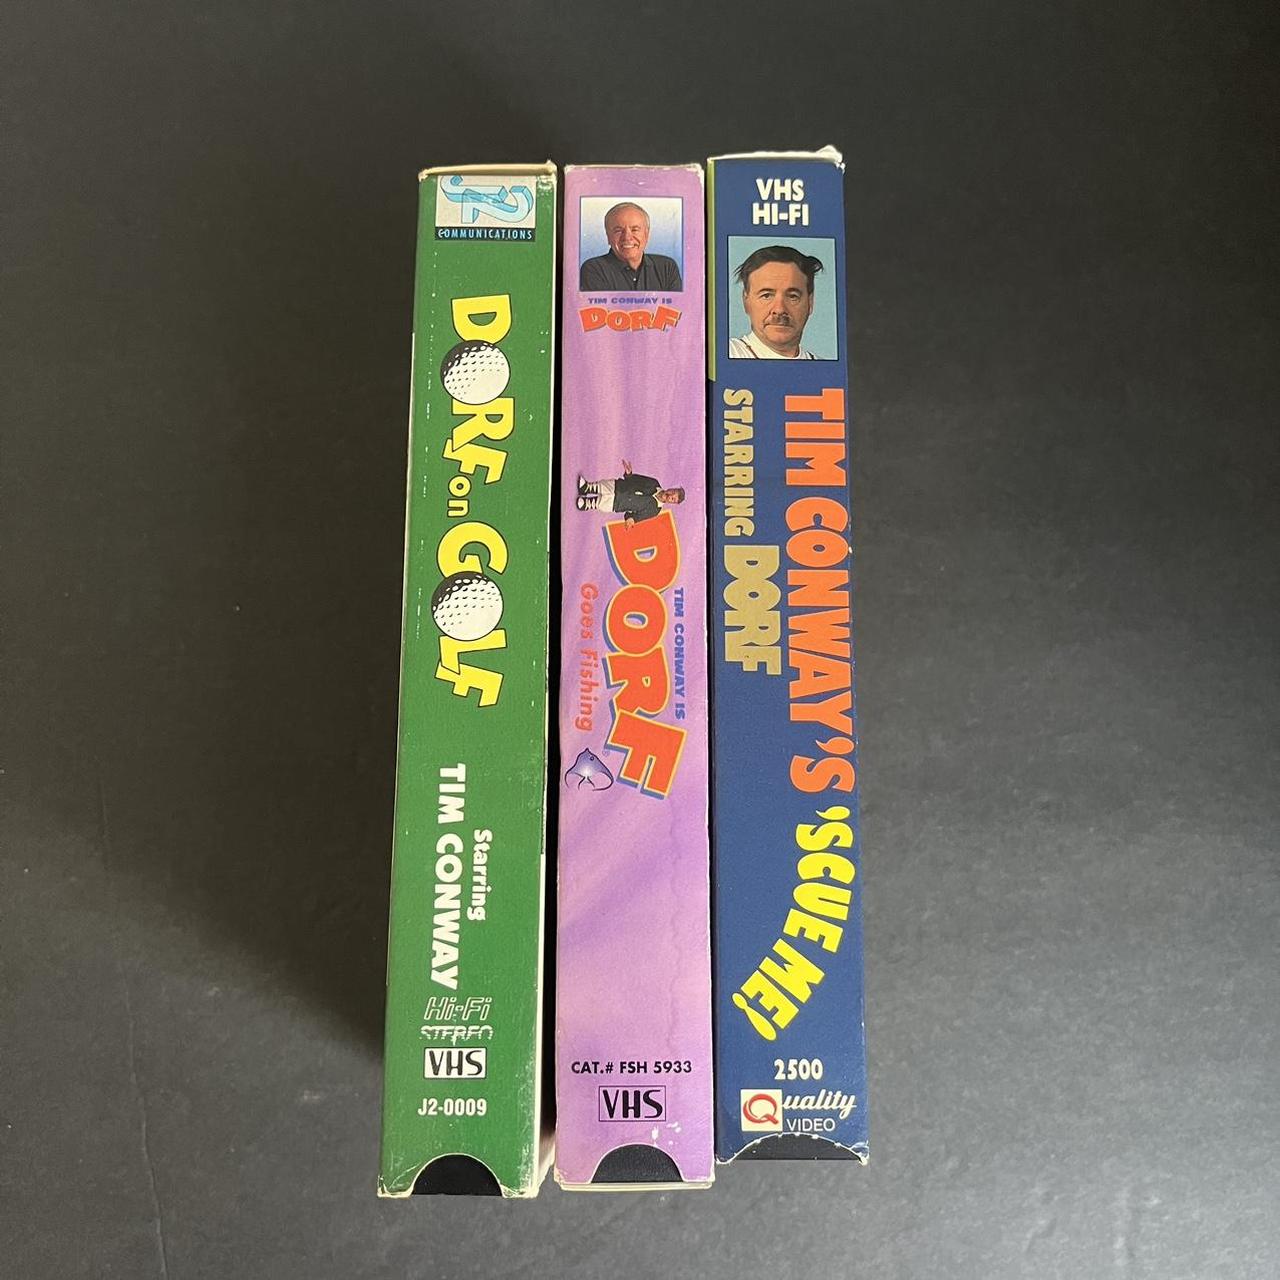 J2
COMMUNICATIONS
DORF on GOLF
Starring
TIM CONWAY
Hi-Fi
STEREO
VHS
J2-0009
TIM CONWAY IS
DORF
TIM CONWAY IS
DORF
Goes Fishing
®
CAT.# FSH 5933
VHS
VHS
HI-FI
TIM CONWAY'S 'SCUE ME!
STARRING DORF
2500
Quality
VIDEO